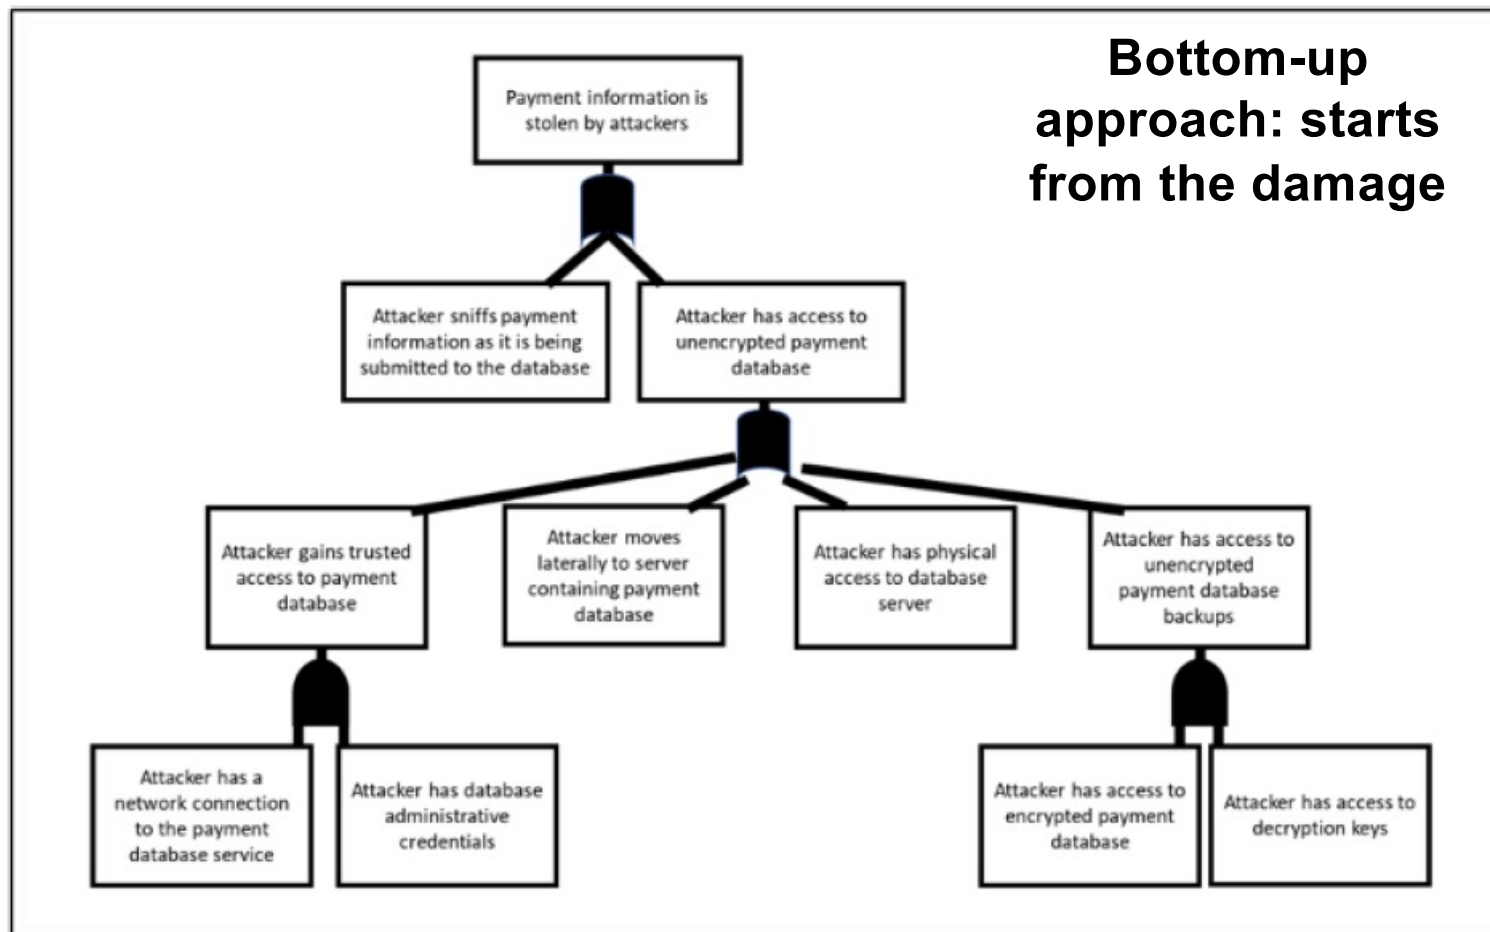 Bottom-up
approach: starts
from the damage
Payment information is
stolen by attackers
Attacker sniffs payment
information as it is being
submitted to the database
Attacker has access to
unencrypted payment
database
Attacker gains trusted
access to payment
database
Attacker moves
laterally to server
containing payment
database
Attacker has physical
access to database
server
Attacker has access to
unencrypted
payment database
backups
Attacker has a
network connection
to the payment
database service
Attacker has database
administrative
credentials
Attacker has access to
encrypted payment
database
Attacker has access to
decryption keys